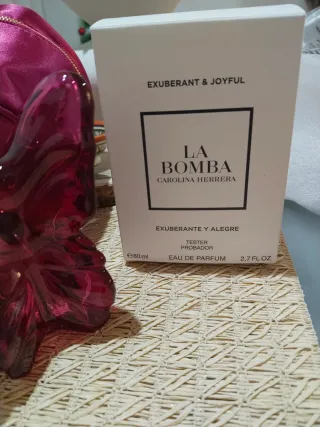 EXUBERANT & JOYFUL
LA
BOMBA
CAROLINA HERRERA
EXUBERANTE Y ALEGRE
TESTER
PROBADOR
℮80ml EAU DE PARFUM 2.7 FL OZ